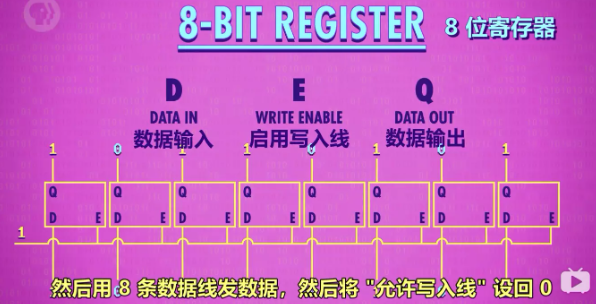 8-BIT REGISTER 8 位寄存器
D E Q
DATA IN WRITE ENABLE DATA OUT
数据输入 启用写入线 数据输出
1 0 1 1 0 1 0 1
Q Q Q Q Q Q Q Q
D E D E D E D E D E D E D E D E
1
然后用 8 条数据线发数据，然后将 "允许写入线" 设回 0